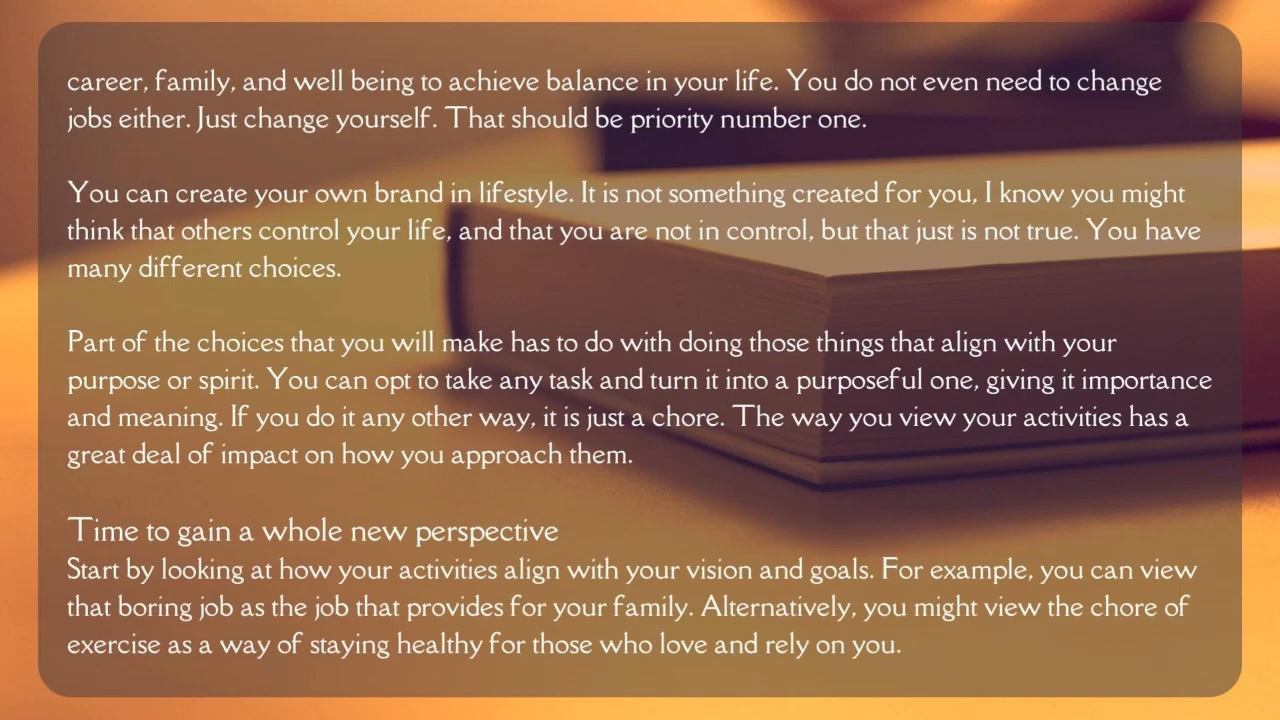 career, family, and well being to achieve balance in your life. You do not even need to change
jobs either. Just change yourself. That should be priority number one.
You can create your own brand in lifestyle. It is not something created for you, I know you might
think that others control your life, and that you are not in control, but that just is not true. You have
many different choices.
Part of the choices that you will make has to do with doing those things that align with your
purpose or spirit. You can opt to take any task and turn it into a purposeful one, giving it importance
and meaning. If you do it any other way, it is just a chore. The way you view your activities has a
great deal of impact on how you approach them.
Time to gain a whole new perspective
Start by looking at how your activities align with your vision and goals. For example, you can view
that boring job as the job that provides for your family. Alternatively, you might view the chore of
exercise as a way of staying healthy for those who love and rely on you.